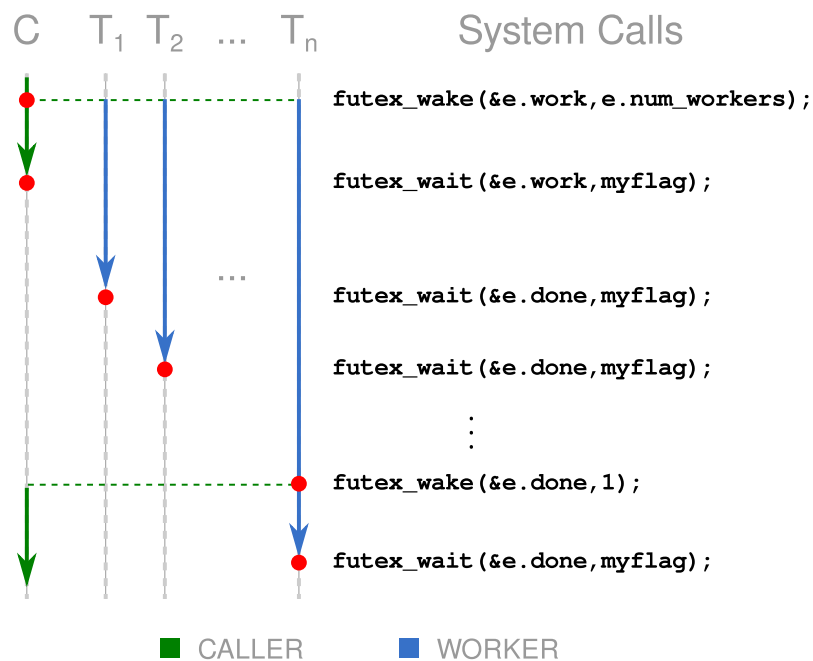 C T1 T2 ... Tn System Calls
futex_wake(&e.work,e.num_workers);
futex_wait(&e.work,myflag);
...
futex_wait(&e.done,myflag);
futex_wait(&e.done,myflag);
⋮
futex_wake(&e.done,1);
futex_wait(&e.done,myflag);
CALLER WORKER